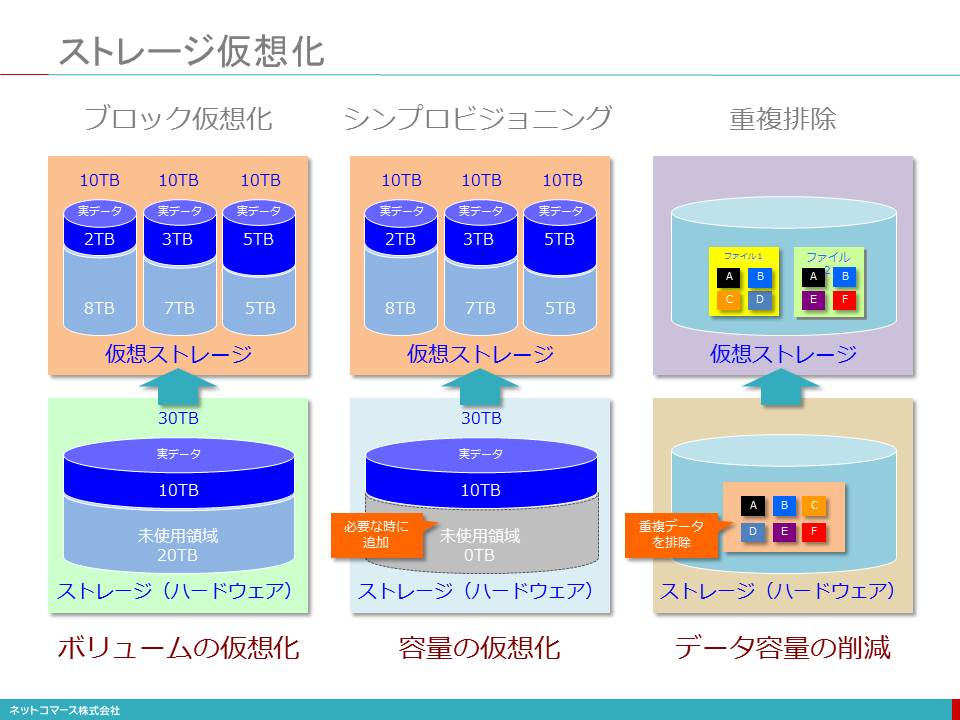 ストレージ仮想化
ブロック仮想化
10TB 10TB 10TB
実データ 実データ 実データ
2TB 3TB 5TB
8TB 7TB 5TB
仮想ストレージ
30TB
実データ
10TB
未使用領域
20TB
ストレージ（ハードウェア）
ボリュームの仮想化
シンプロビジョニング
10TB 10TB 10TB
実データ 実データ 実データ
2TB 3TB 5TB
8TB 7TB 5TB
仮想ストレージ
30TB
実データ
10TB
必要な時に
追加
未使用領域
0TB
ストレージ（ハードウェア）
容量の仮想化
重複排除
ファイル1
A B
C D
ファイル
2
A B
E F
仮想ストレージ
重複データ
を排除
A B C
D E F
ストレージ（ハードウェア）
データ容量の削減
ネットコマース株式会社